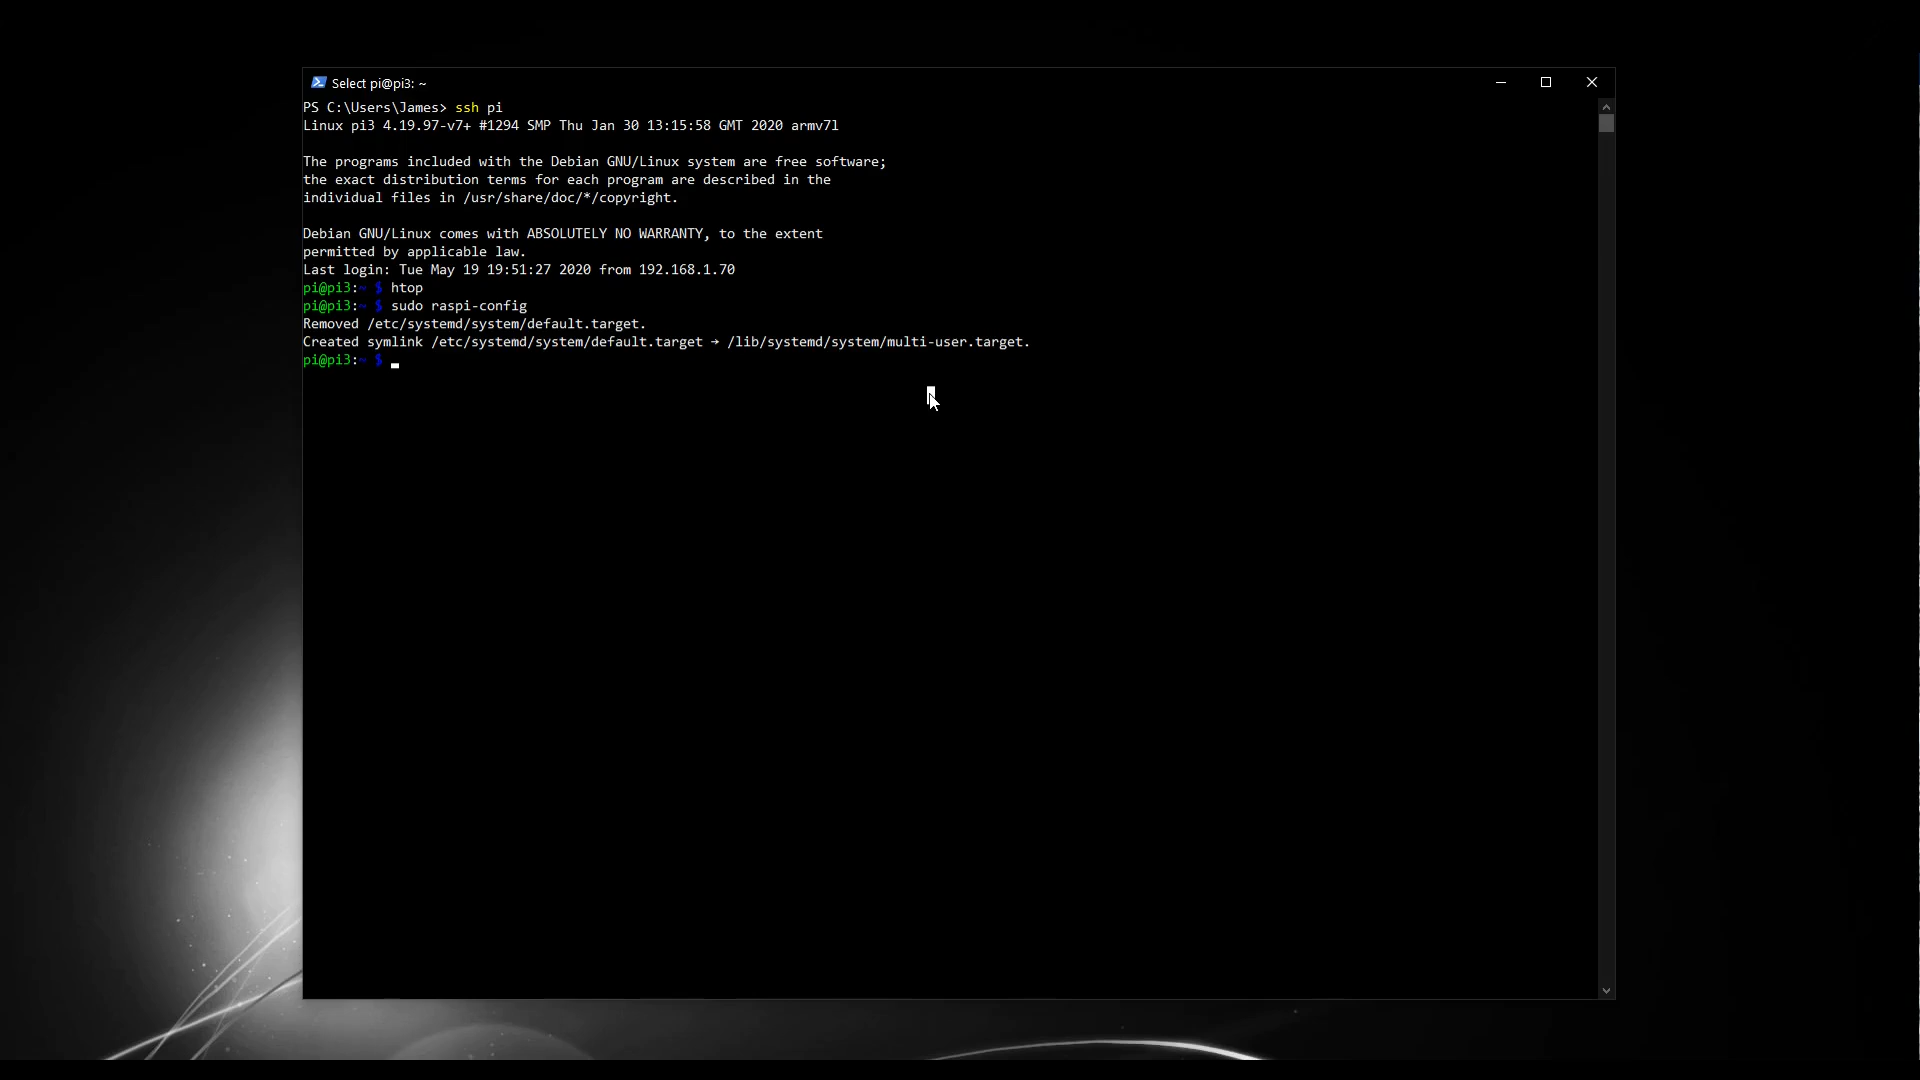 Select pi@pi3: ~
PS C:\Users\James> ssh pi
Linux pi3 4.19.97-v7+ #1294 SMP Thu Jan 30 13:15:58 GMT 2020 armv7l
The programs included with the Debian GNU/Linux system are free software;
the exact distribution terms for each program are described in the
individual files in /usr/share/doc/*/copyright.
Debian GNU/Linux comes with ABSOLUTELY NO WARRANTY, to the extent
permitted by applicable law.
Last login: Tue May 19 19:51:27 2020 from 192.168.1.70
pi@pi3:~ $ htop
pi@pi3:~ $ sudo raspi-config
Removed /etc/systemd/system/default.target.
Created symlink /etc/systemd/system/default.target → /lib/systemd/system/multi-user.target.
pi@pi3:~ $